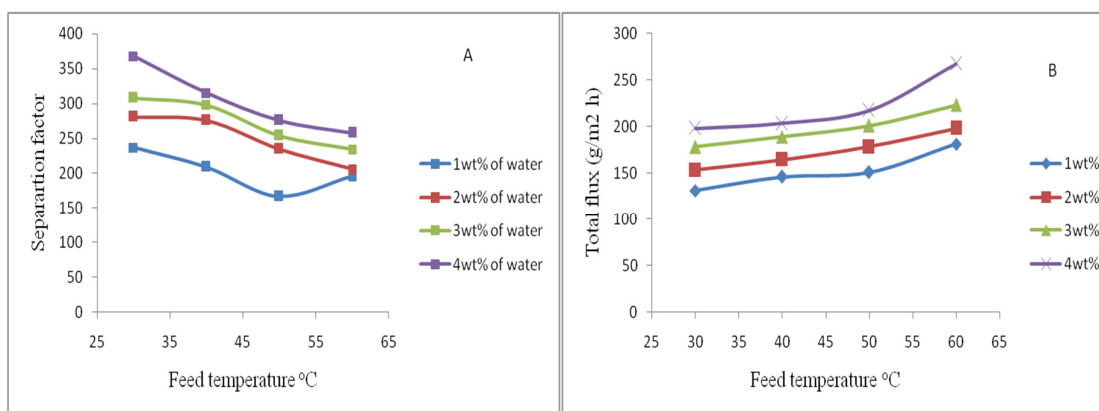 A
Separartion factor
400
350
300
250
200
150
100
50
0
25
35
45
55
65
Feed temperature ºC
1wt% of water
2wt% of water
3wt% of water
4wt% of water
B
Total flux (g/m2 h)
300
250
200
150
100
50
0
25
30
35
40
45
50
55
60
65
Feed temperature ºC
1wt%
2wt%
3wt%
4wt%